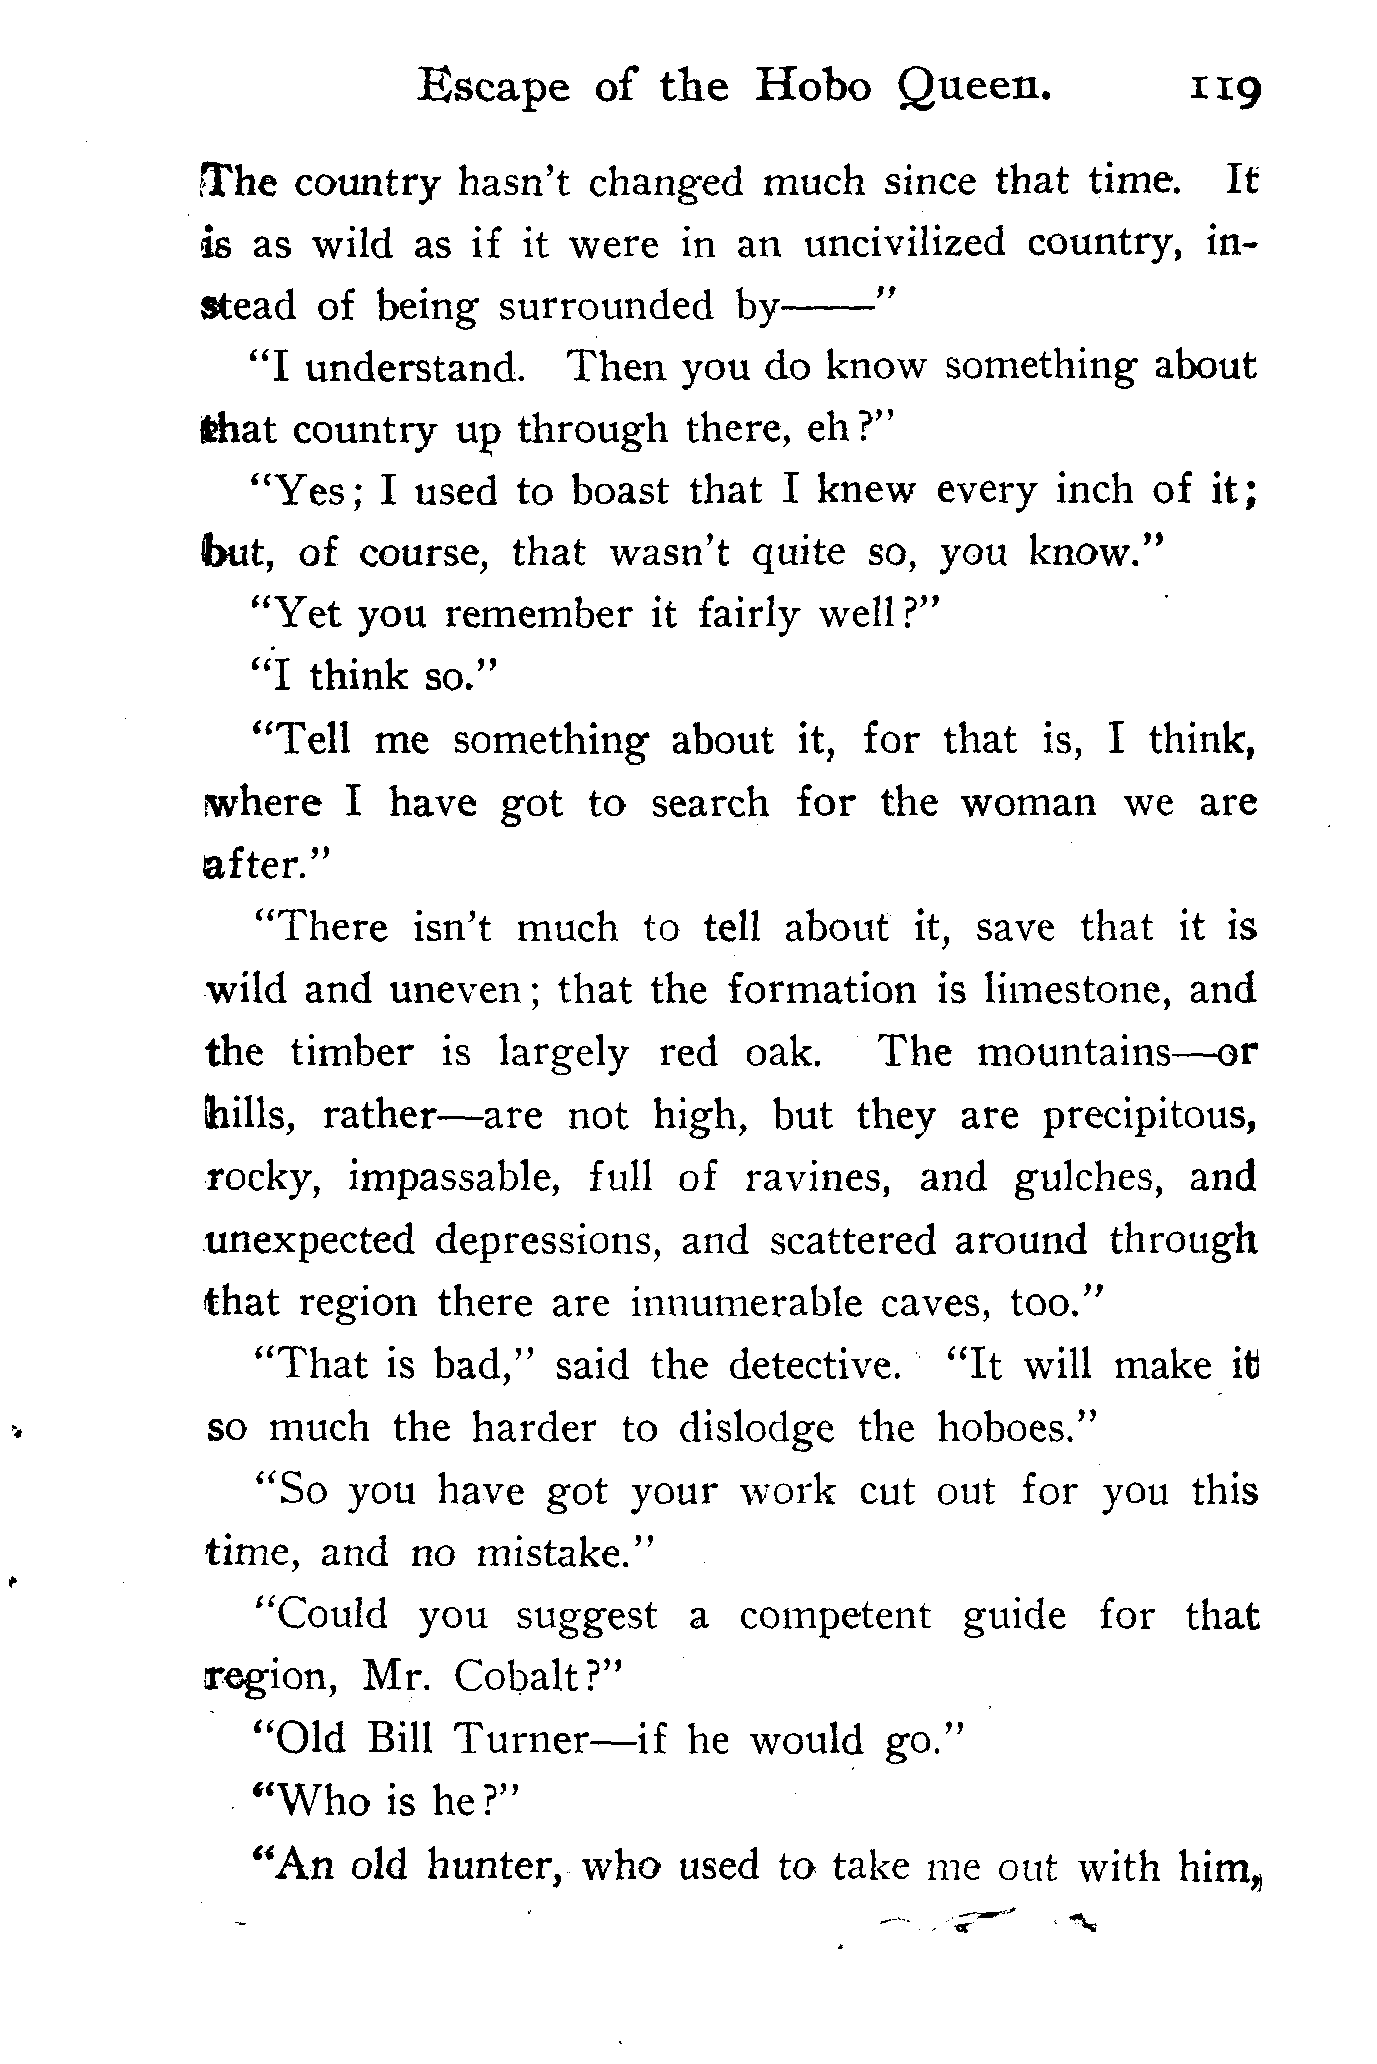 Escape of the Hobo Queen. 119
The country hasn't changed much since that time. It
is as wild as if it were in an uncivilized country, in-
stead of being surrounded by——"
"I understand. Then you do know something about
that country up through there, eh?"
"Yes; I used to boast that I knew every inch of it;
but, of course, that wasn't quite so, you know."
"Yet you remember it fairly well?"
"I think so."
"Tell me something about it, for that is, I think,
where I have got to search for the woman we are
after."
"There isn't much to tell about it, save that it is
wild and uneven; that the formation is limestone, and
the timber is largely red oak. The mountains—or
hills, rather—are not high, but they are precipitous,
rocky, impassable, full of ravines, and gulches, and
unexpected depressions, and scattered around through
that region there are innumerable caves, too."
"That is bad," said the detective. "It will make it
so much the harder to dislodge the hoboes."
"So you have got your work cut out for you this
time, and no mistake."
"Could you suggest a competent guide for that
region, Mr. Cobalt?"
"Old Bill Turner—if he would go."
"Who is he?"
"An old hunter, who used to take me out with him,